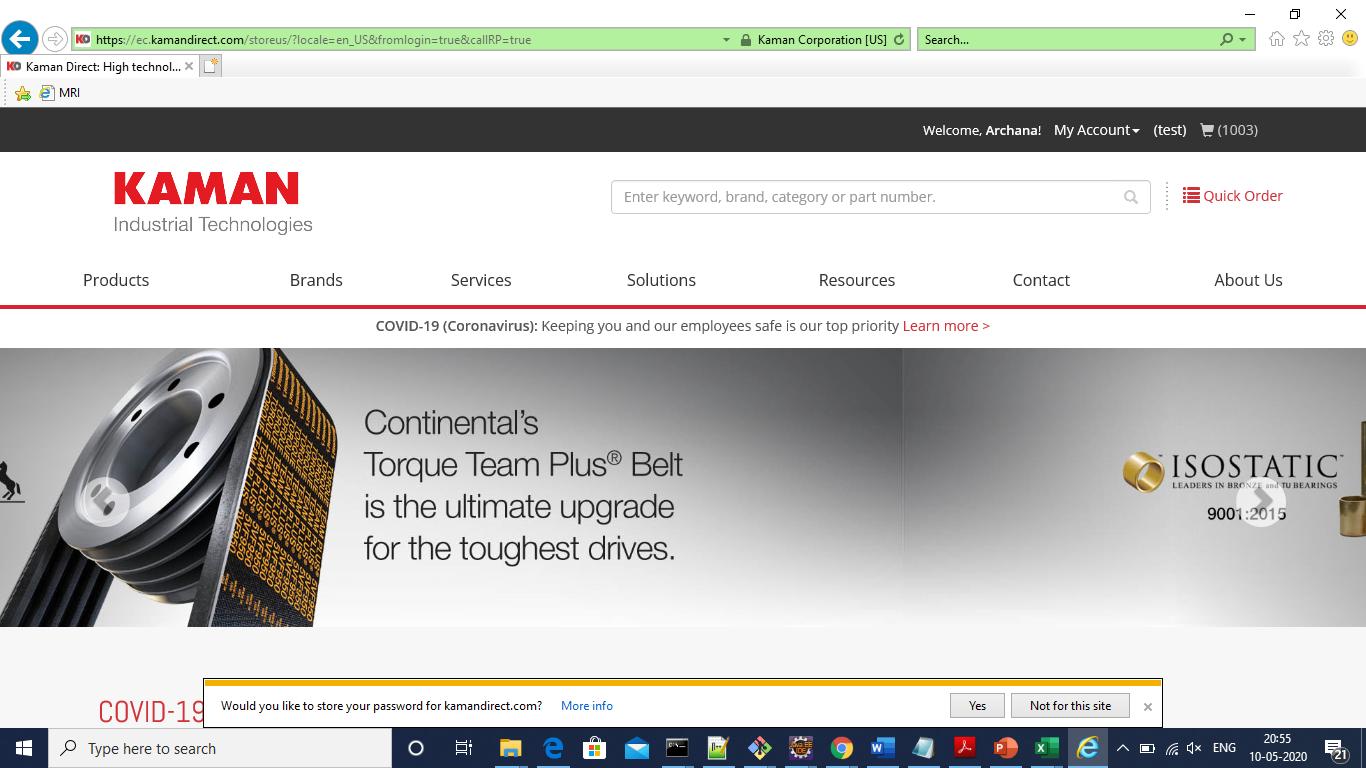 https://ec.kamandirect.com/storeus/?locale=en_US&fromlogin=true&callRP=true
Kaman Corporation [US]
Search...
Kaman Direct: High technol...
MRI
Welcome, Archana!
My Account
(test)
(1003)
KAMAN
Industrial Technologies
Enter keyword, brand, category or part number.
Quick Order
Products
Brands
Services
Solutions
Resources
Contact
About Us
COVID-19 (Coronavirus): Keeping you and our employees safe is our top priority Learn more >
Continental's
Torque Team Plus® Belt
is the ultimate upgrade
for the toughest drives.
ISOSTATIC™
LEADERS IN BRONZE and TU BEARINGS
9001:2015
COVID-19
Would you like to store your password for kamandirect.com?
More info
Yes
Not for this site
Type here to search
ENG
20:55
10-05-2020
21